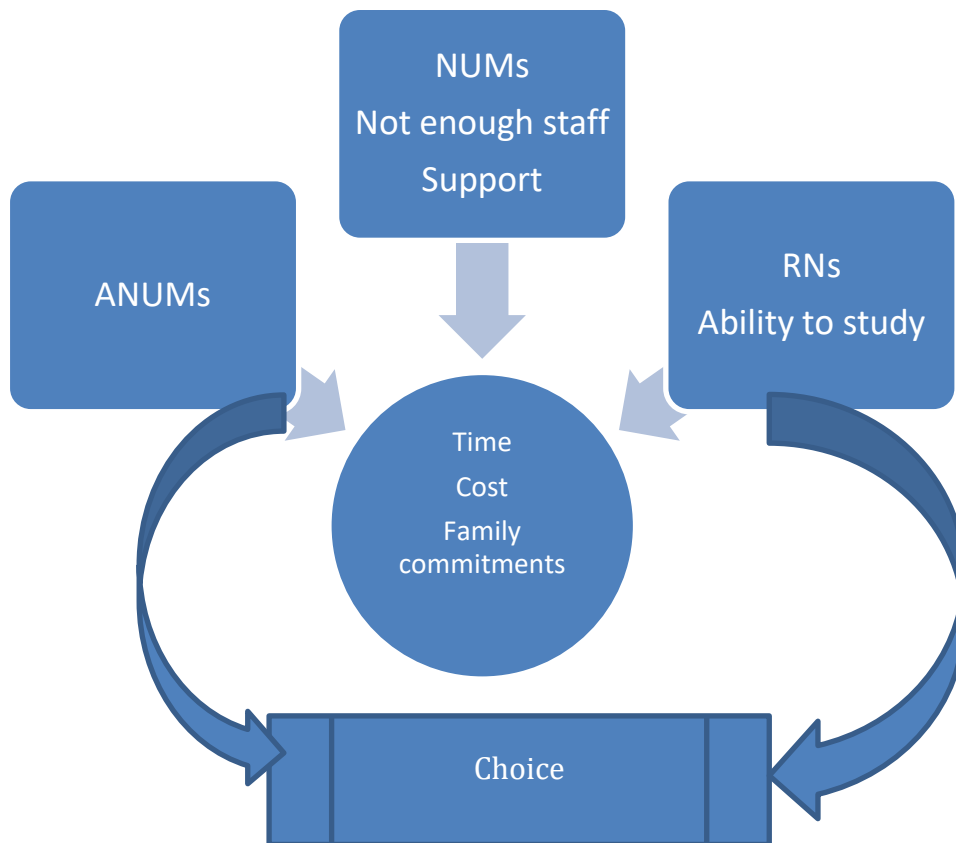 NUMs
Not enough staff
Support
ANUMs
RNs
Ability to study
Time
Cost
Family
commitments
Choice